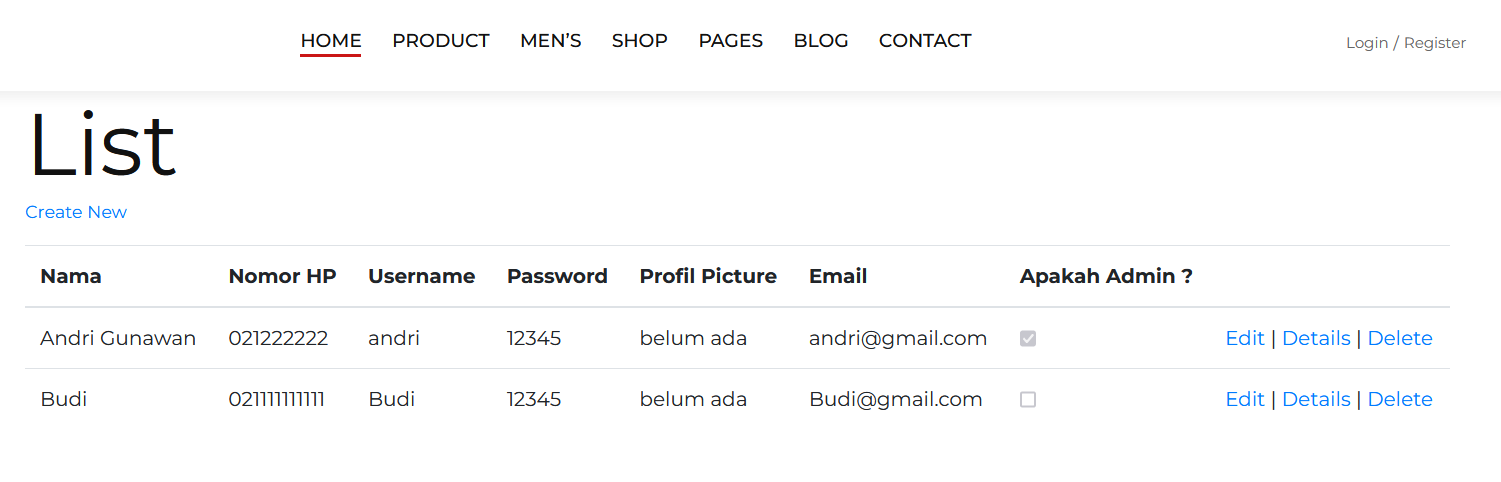 HOME PRODUCT MEN’S SHOP PAGES BLOG CONTACT Login / Register
List
Create New
Nama Nomor HP Username Password Profil Picture Email Apakah Admin ?
Andri Gunawan 021222222 andri 12345 belum ada andri@gmail.com Edit | Details | Delete
Budi 021111111111 Budi 12345 belum ada Budi@gmail.com Edit | Details | Delete